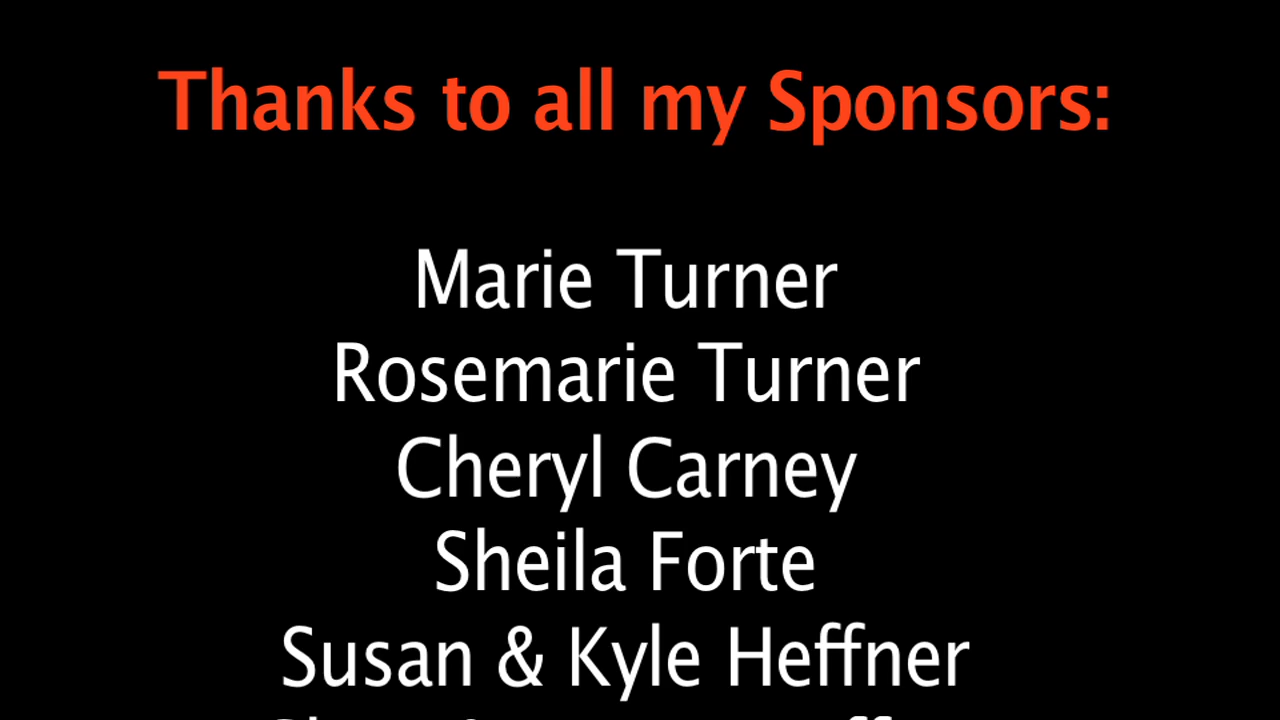 Thanks to all my Sponsors:
Marie Turner
Rosemarie Turner
Cheryl Carney
Sheila Forte
Susan & Kyle Heffner